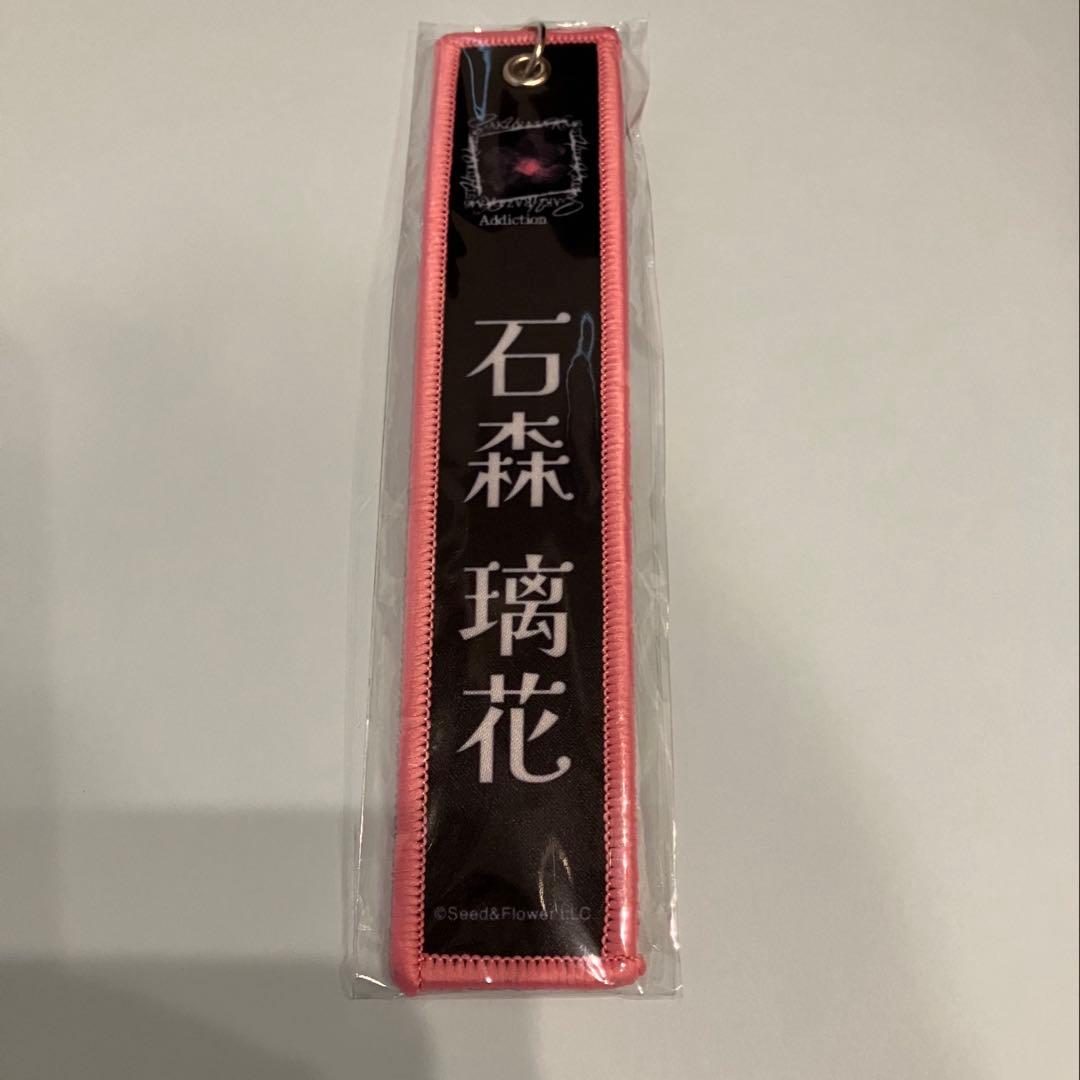 Addiction
石森 璃花
©Seed&Flower LLC